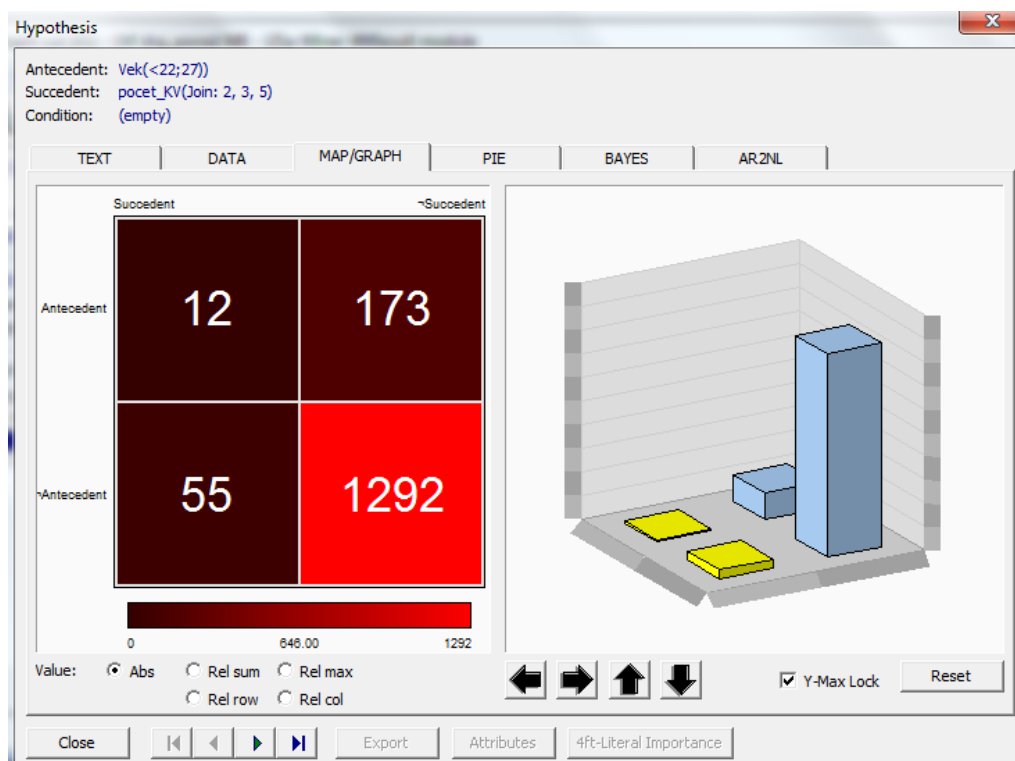 Hypothesis
Antecedent: Vek(<22;27))
Succedent: pocet_KV(Join: 2, 3, 5)
Condition: (empty)
TEXT DATA MAP/GRAPH PIE BAYES AR2NL
Succedent ¬Succedent
Antecedent 12 173
¬Antecedent 55 1292
0 646.00 1292
Value: Abs Rel sum Rel max
Rel row Rel col
Y-Max Lock Reset
Close Export Attributes 4ft-Literal Importance